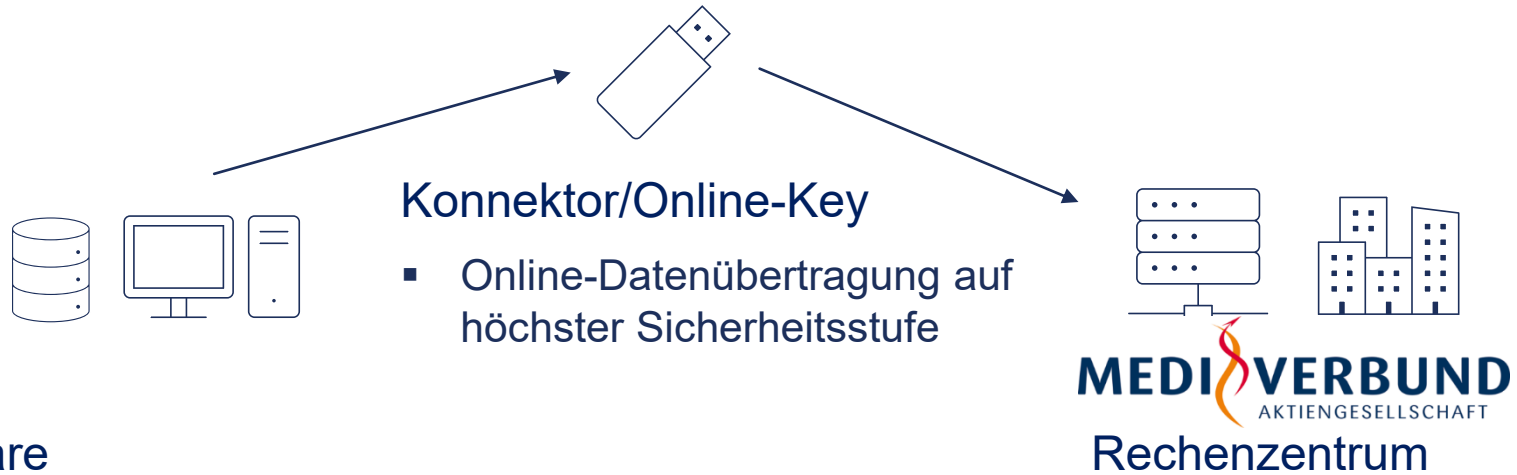 Konnektor/Online-Key
▪ Online-Datenübertragung auf
höchster Sicherheitsstufe
MEDI VERBUND
AKTIENGESELLSCHAFT
are
Rechenzentrum